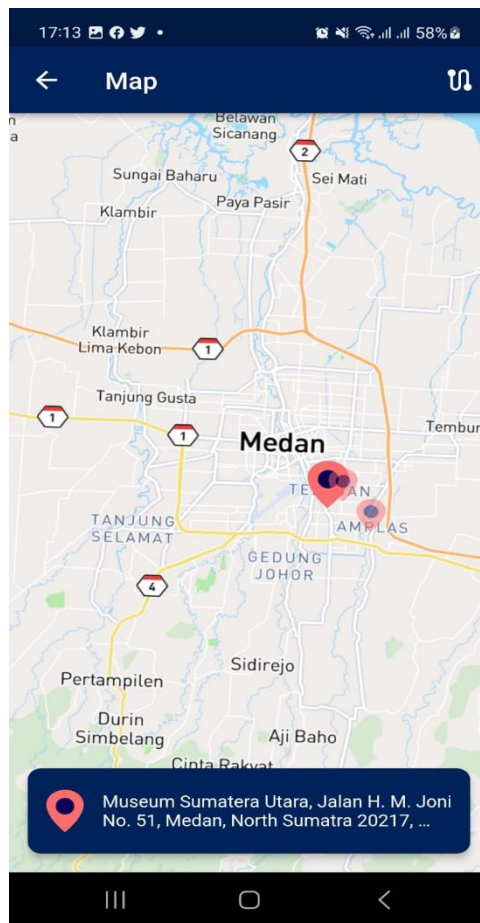 17:13
58%
Map
Belawan
Sicanang
2
Sungai Baharu
Sei Mati
Paya Pasir
Klambir
Klambir
Lima Kebon
1
Tanjung Gusta
1
1
Tembur
Medan
TANJUNG
SELAMAT
AMPLAS
GEDUNG
JOHOR
4
Sidirejo
Pertampilen
Durin
Simbelang
Aji Baho
Cinta Rakyat
Museum Sumatera Utara, Jalan H. M. Joni
No. 51, Medan, North Sumatra 20217, ...